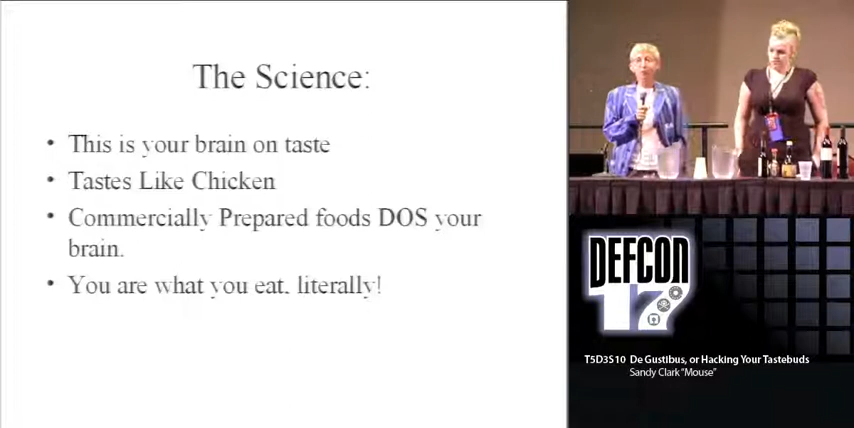 The Science:
• This is your brain on taste
• Tastes Like Chicken
• Commercially Prepared foods DOS your
brain.
• You are what you eat, literally!
DEFCON
17
T5D3S10 De Gustibus, or Hacking Your Tastebuds
Sandy Clark "Mouse"